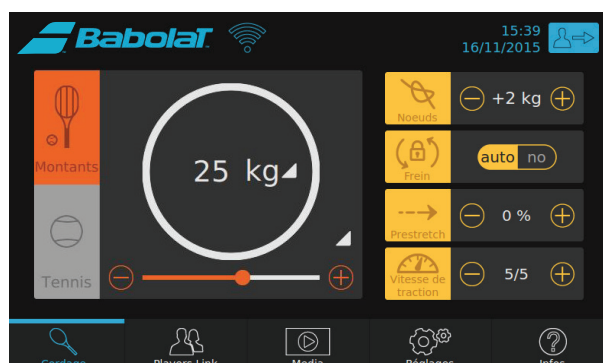 BabolaT
15:39
16/11/2015
Montants
Tennis
25 kg
Noeuds
+2 kg
Frein
auto no
Prestretch
0 %
Vitesse de
traction
5/5
Cordage
Players Link
Media
Réglages
Infos